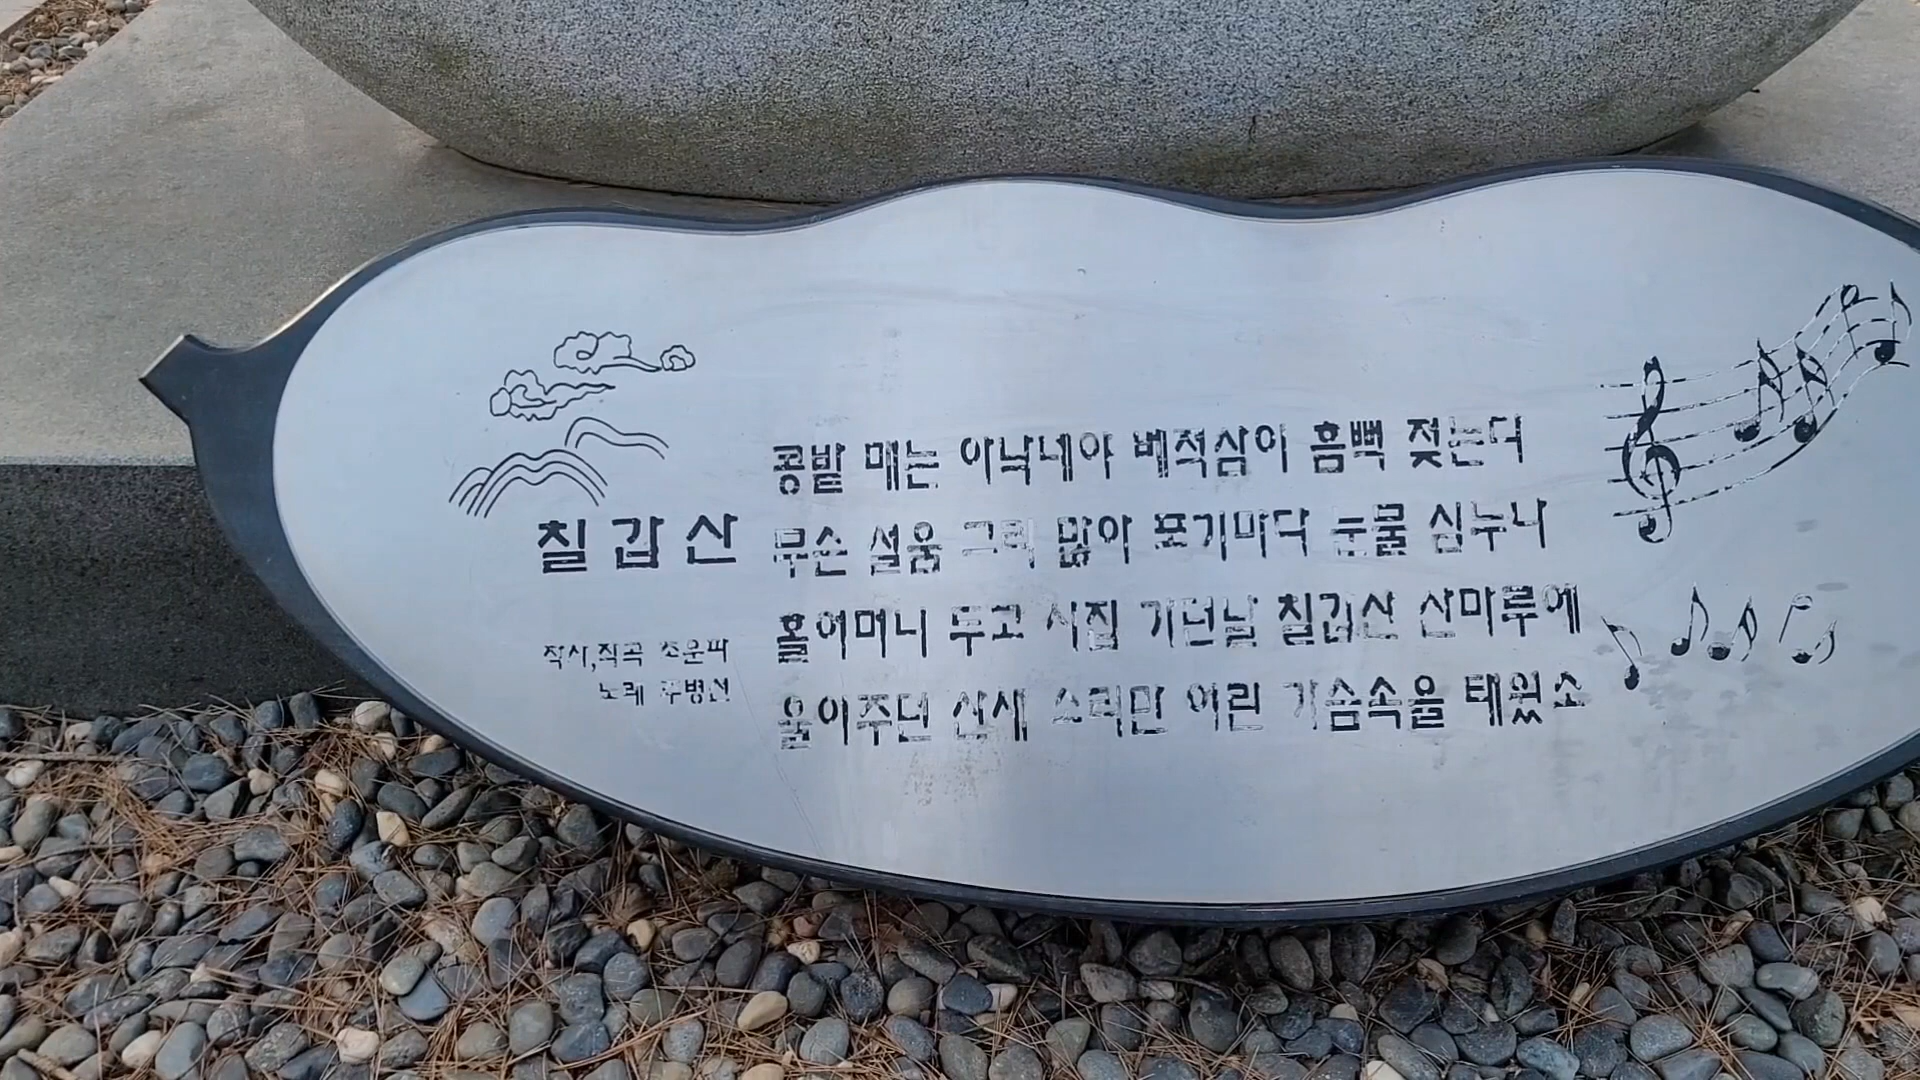 칠갑산
작사,작곡 조운파
노래 주병선
콩밭 매는 아낙네야 베적삼이 흠뻑 젖는다
무슨 설움 그리 많아 포기마다 눈물 심누나
홀어머니 두고 시집 가던날 칠갑산 산마루에
울어주던 산새 소리만 어린 가슴속을 태웠소